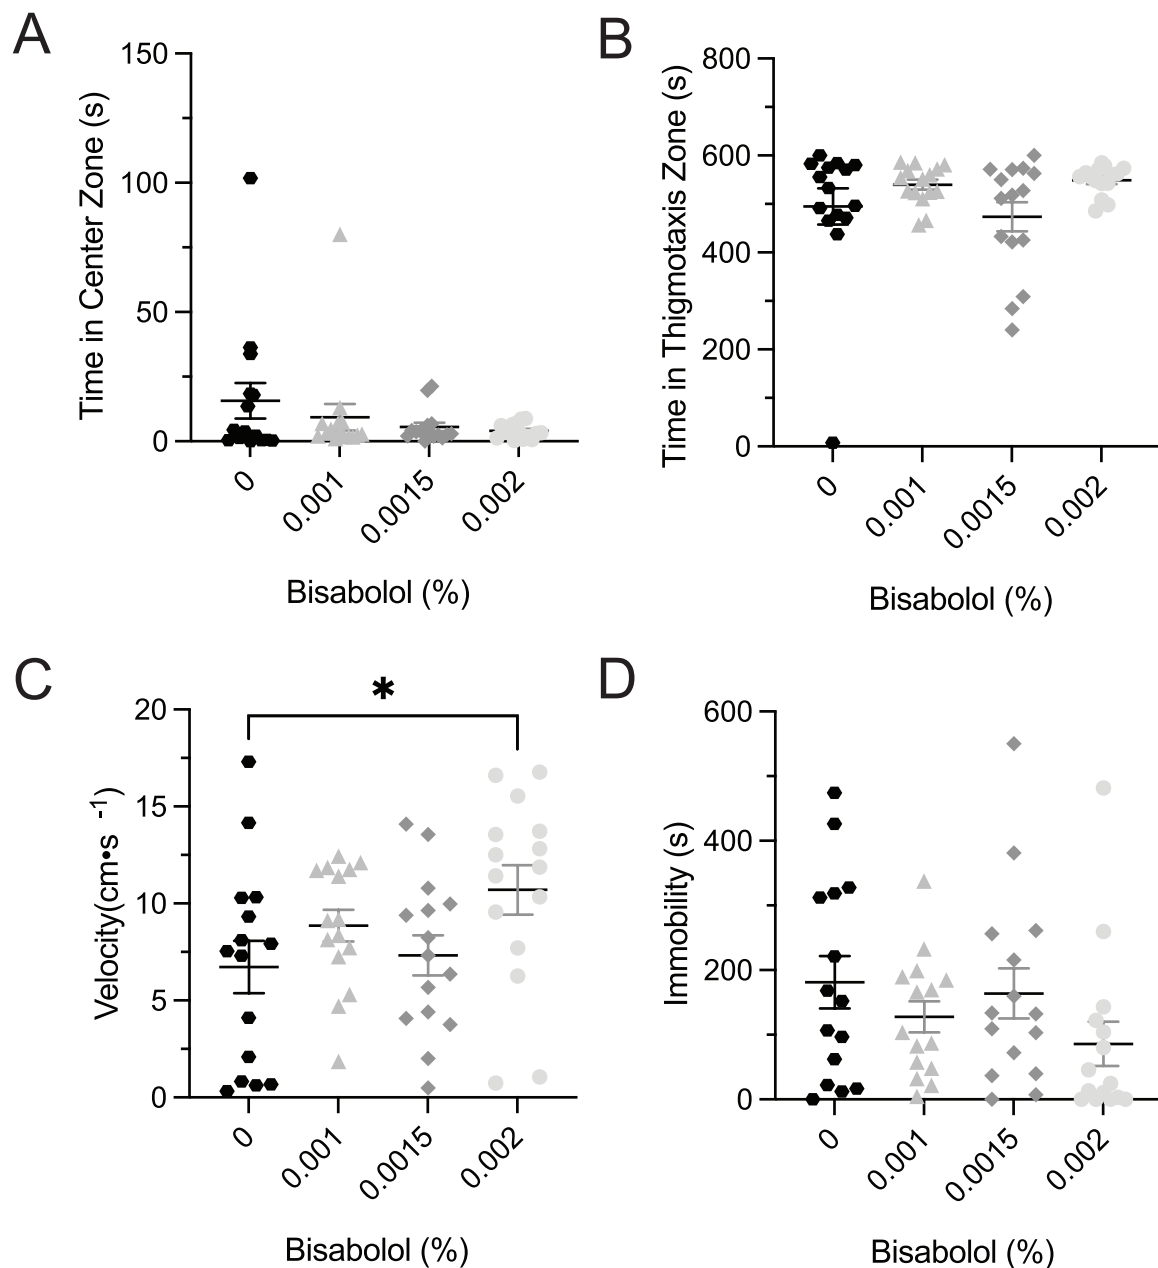 A
Time in Center Zone (s)
150
100
50
0
0
0.001
0.0015
0.002
Bisabolol (%)
B
Time in Thigmotaxis Zone (s)
800
600
400
200
0
0
0.001
0.0015
0.002
Bisabolol (%)
C
Velocity(cm•s -1)
20
15
10
5
0
*
0
0.001
0.0015
0.002
Bisabolol (%)
D
Immobility (s)
600
400
200
0
0
0.001
0.0015
0.002
Bisabolol (%)